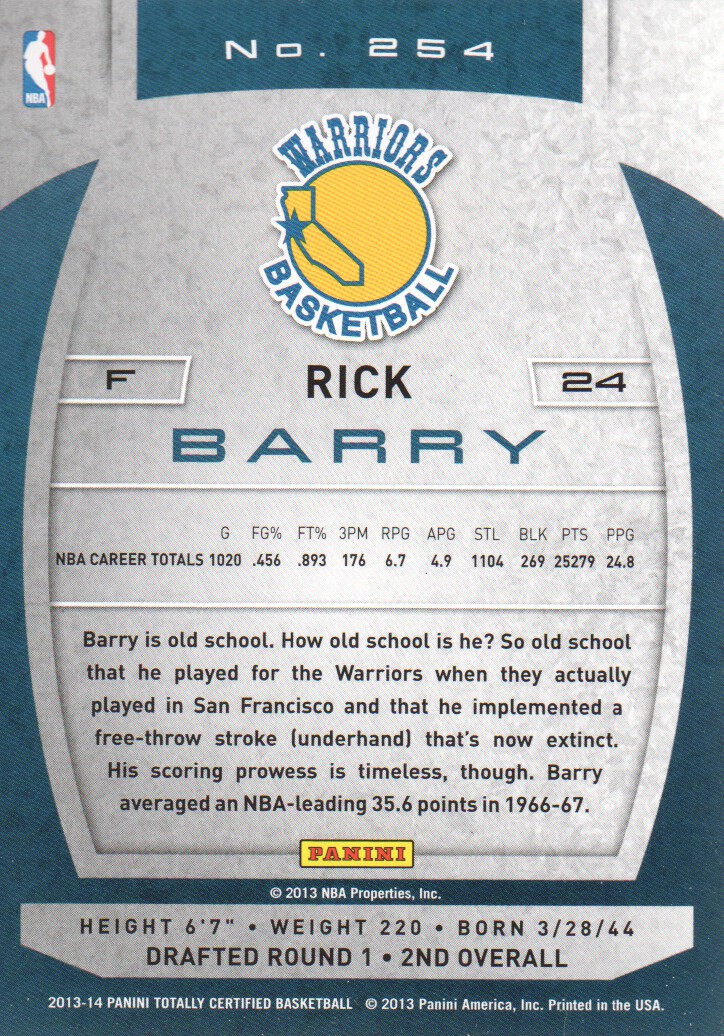 No. 254
NBA
WARRIORS
BASKETBALL
F
RICK
24
BARRY
G FG% FT% 3PM RPG APG STL BLK PTS PPG
NBA CAREER TOTALS 1020 .456 .893 176 6.7 4.9 1104 269 25279 24.8
Barry is old school. How old school is he? So old school
that he played for the Warriors when they actually
played in San Francisco and that he implemented a
free-throw stroke (underhand) that's now extinct.
His scoring prowess is timeless, though. Barry
averaged an NBA-leading 35.6 points in 1966-67.
PANINI
© 2013 NBA Properties, Inc.
HEIGHT 6'7" • WEIGHT 220 • BORN 3/28/44
DRAFTED ROUND 1 • 2ND OVERALL
2013-14 PANINI TOTALLY CERTIFIED BASKETBALL © 2013 Panini America, Inc. Printed in the USA.